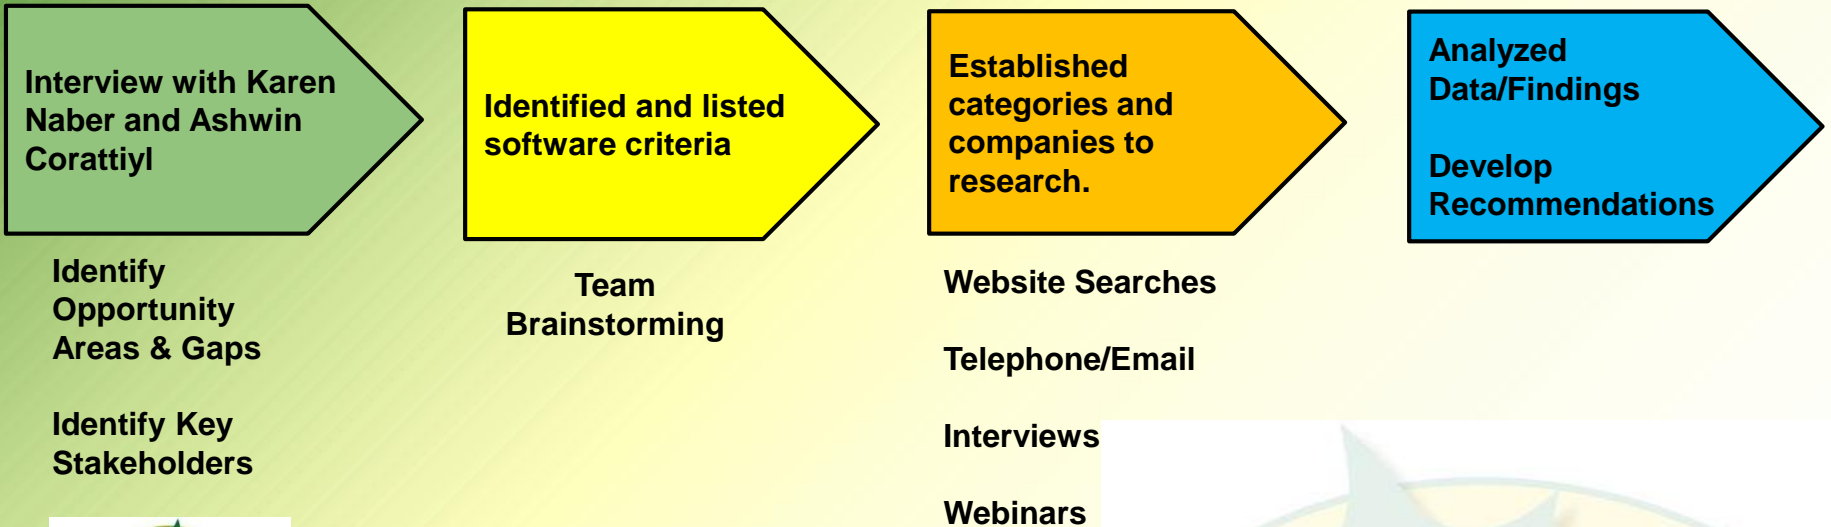 Interview with Karen
Naber and Ashwin
Corattiyl
Identify
Opportunity
Areas & Gaps
Identify Key
Stakeholders
Identified and listed
software criteria
Team
Brainstorming
Established
categories and
companies to
research.
Website Searches
Telephone/Email
Interviews
Webinars
Analyzed
Data/Findings
Develop
Recommendations